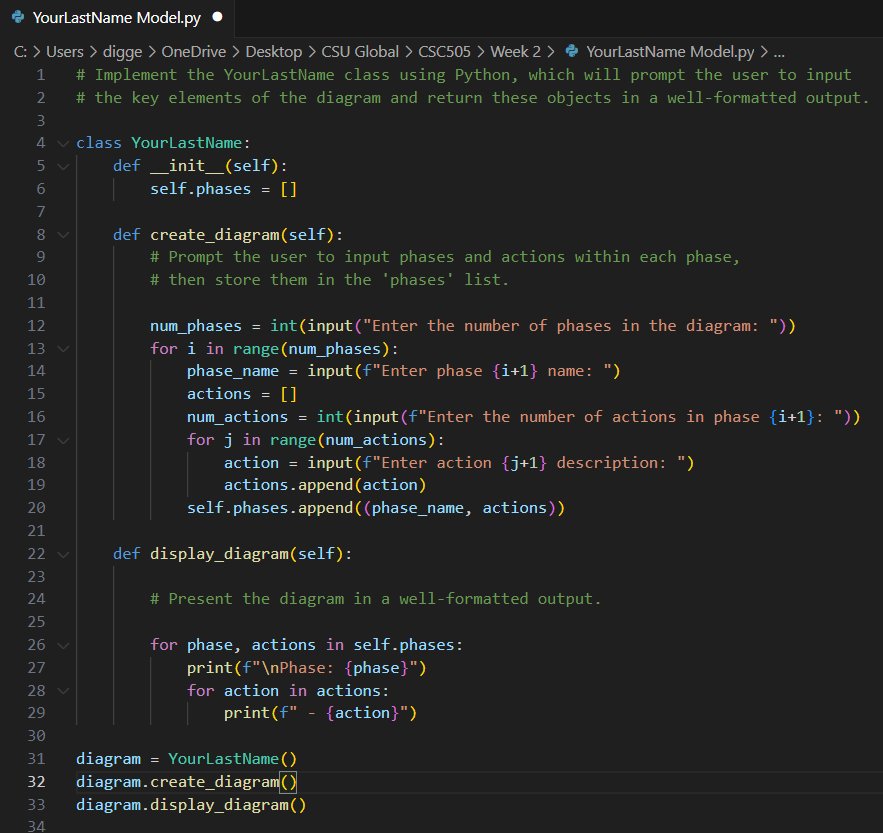 YourLastName Model.py
C: > Users > digge > OneDrive > Desktop > CSU Global > CSC505 > Week 2 > YourLastName Model.py > ...
1 # Implement the YourLastName class using Python, which will prompt the user to input
2 # the key elements of the diagram and return these objects in a well-formatted output.
3
4 class YourLastName:
5     def __init__(self):
6         self.phases = []
7
8     def create_diagram(self):
9         # Prompt the user to input phases and actions within each phase,
10         # then store them in the 'phases' list.
11
12         num_phases = int(input("Enter the number of phases in the diagram: "))
13         for i in range(num_phases):
14             phase_name = input(f"Enter phase {i+1} name: ")
15             actions = []
16             num_actions = int(input(f"Enter the number of actions in phase {i+1}: "))
17             for j in range(num_actions):
18                 action = input(f"Enter action {j+1} description: ")
19                 actions.append(action)
20             self.phases.append((phase_name, actions))
21
22     def display_diagram(self):
23
24         # Present the diagram in a well-formatted output.
25
26         for phase, actions in self.phases:
27             print(f"\nPhase: {phase}")
28             for action in actions:
29                 print(f" - {action}")
30
31 diagram = YourLastName()
32 diagram.create_diagram()
33 diagram.display_diagram()
34